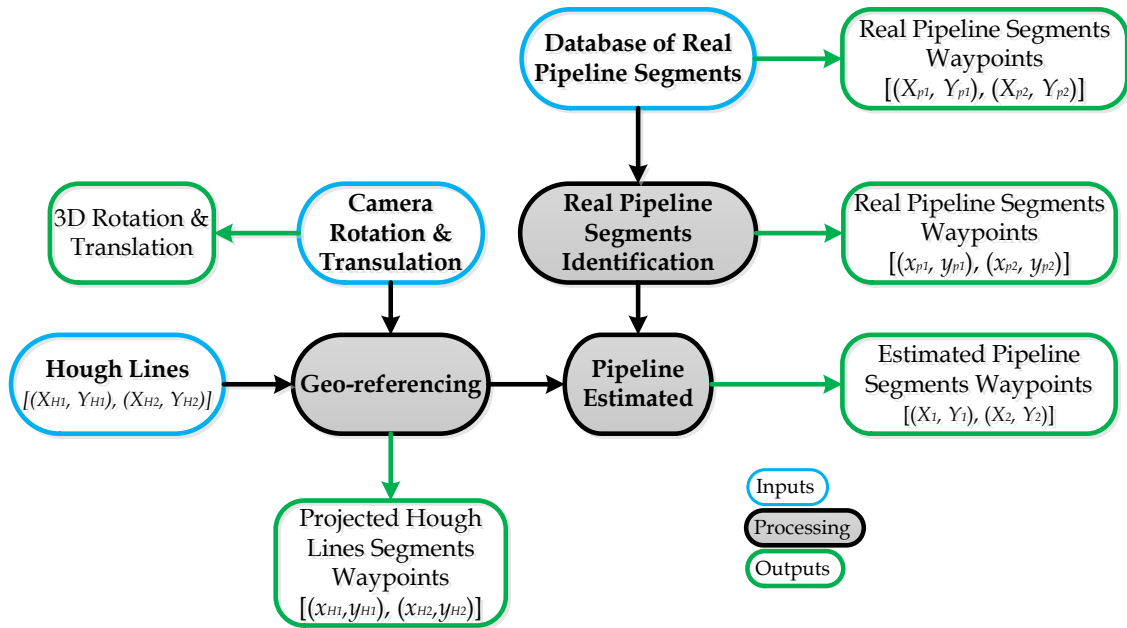 Database of Real
Pipeline Segments
Real Pipeline Segments
Waypoints
[(Xp1, Yp1), (Xp2, Yp2)]
3D Rotation &
Translation
Camera
Rotation &
Transulation
Real Pipeline
Segments
Identification
Real Pipeline Segments
Waypoints
[(xp1, yp1), (xp2, yp2)]
Hough Lines
[(XH1, YH1), (XH2, YH2)]
Geo-referencing
Pipeline
Estimated
Estimated Pipeline
Segments Waypoints
[(X1, Y1), (X2, Y2)]
Projected Hough
Lines Segments
Waypoints
[(xH1,yH1), (xH2,yH2)]
Inputs
Processing
Outputs